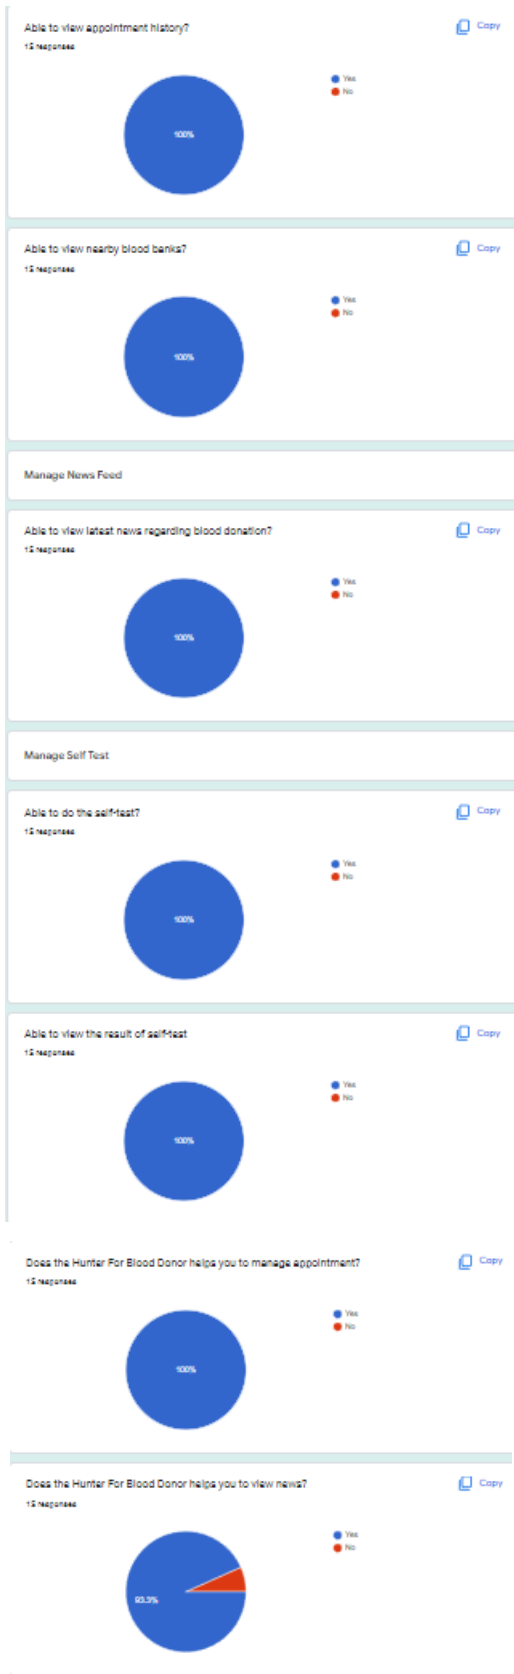 Able to view appointment history?
Copy
15 responses
Yes
No
100%
Able to view nearby blood banks?
Copy
15 responses
Yes
No
100%
Manage News Feed
Able to view latest news regarding blood donation?
Copy
15 responses
Yes
No
100%
Manage Self Test
Able to do the self-test?
Copy
15 responses
Yes
No
100%
Able to view the result of self-test
Copy
15 responses
Yes
No
100%
Does the Hunter For Blood Donor helps you to manage appointment?
Copy
15 responses
Yes
No
100%
Does the Hunter For Blood Donor helps you to view news?
Copy
15 responses
Yes
No
93.3%